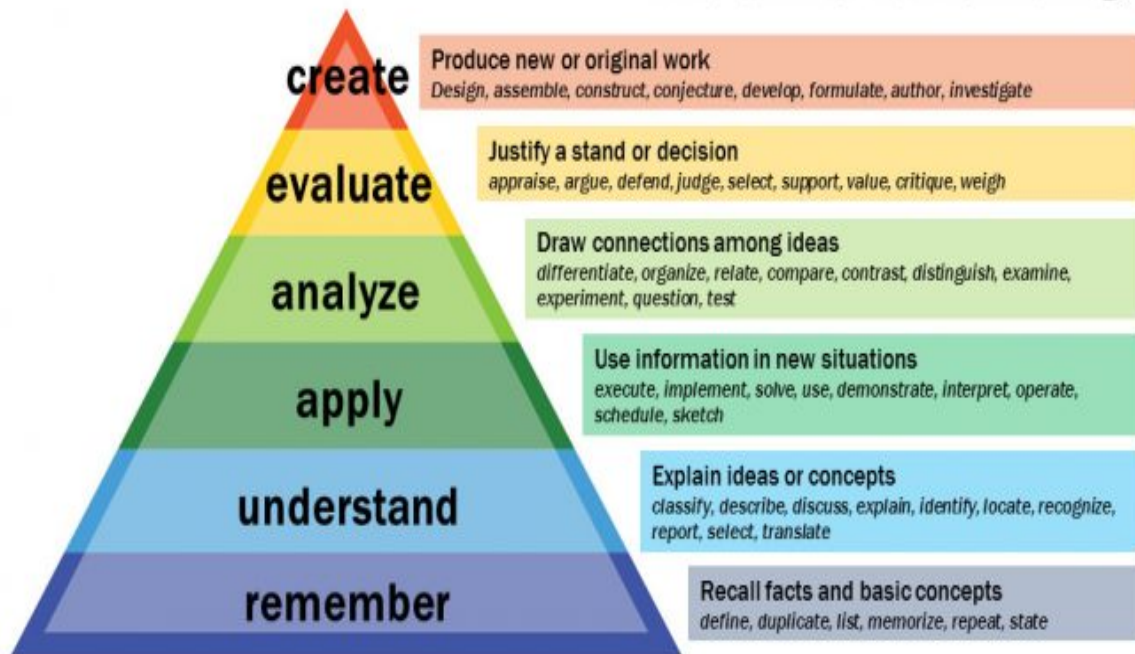 create
Produce new or original work
Design, assemble, construct, conjecture, develop, formulate, author, investigate
evaluate
Justify a stand or decision
appraise, argue, defend, judge, select, support, value, critique, weigh
analyze
Draw connections among ideas
differentiate, organize, relate, compare, contrast, distinguish, examine,
experiment, question, test
apply
Use information in new situations
execute, implement, solve, use, demonstrate, interpret, operate,
schedule, sketch
understand
Explain ideas or concepts
classify, describe, discuss, explain, identify, locate, recognize,
report, select, translate
remember
Recall facts and basic concepts
define, duplicate, list, memorize, repeat, state